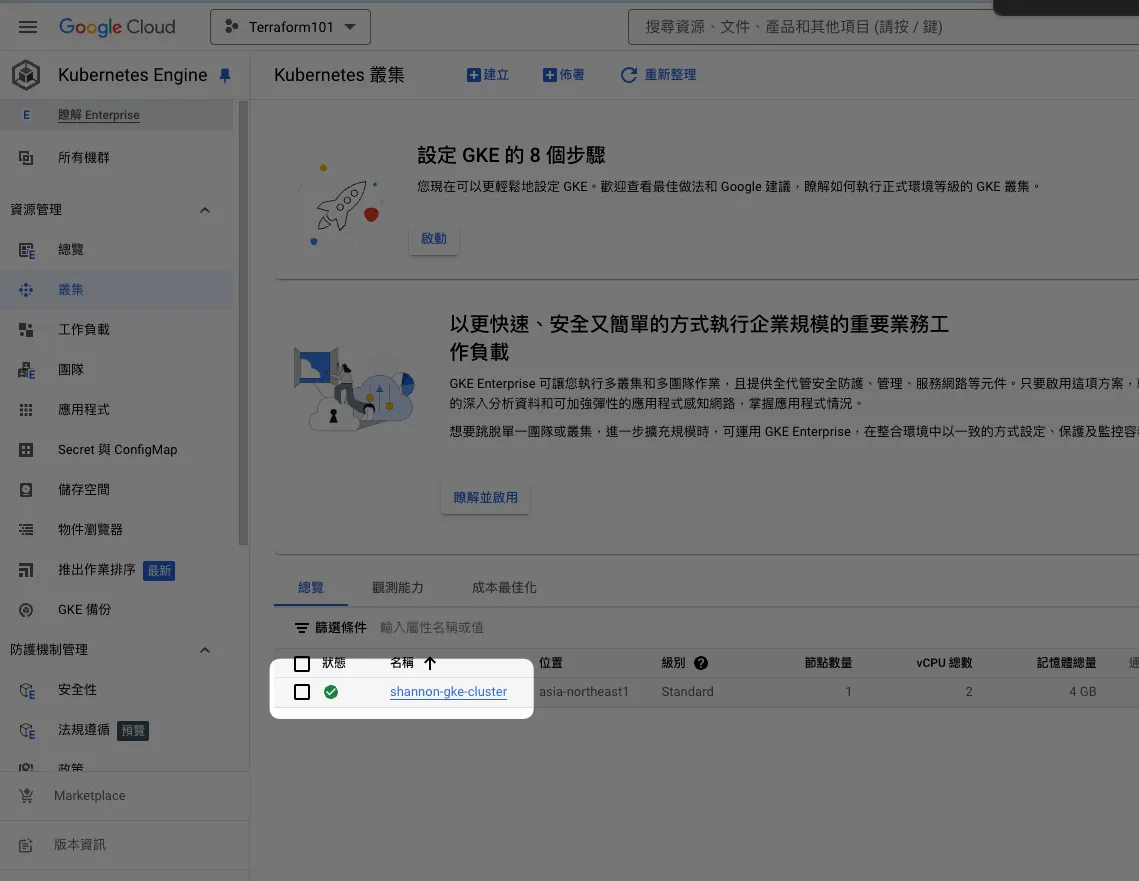 Google Cloud
Terraform101
搜尋資源、文件、產品和其他項目 (請按 / 鍵)
Kubernetes Engine
Kubernetes 叢集
建立
佈署
重新整理
E
瞭解 Enterprise
所有機群
資源管理
總覽
叢集
工作負載
團隊
應用程式
Secret 與 ConfigMap
儲存空間
物件瀏覽器
推出作業排序 最新
GKE 備份
防護機制管理
安全性
法規遵循 預覽
政策
Marketplace
版本資訊
設定 GKE 的 8 個步驟
您現在可以更輕鬆地設定 GKE。歡迎查看最佳做法和 Google 建議，瞭解如何執行正式環境等級的 GKE 叢集。
啟動
以更快速、安全又簡單的方式執行企業規模的重要業務工
作負載
GKE Enterprise 可讓您執行多叢集和多團隊作業，且提供全代管安全防護、管理、服務網路等元件。只要啟用這項方案，
的深入分析資料和可加強彈性的應用程式感知網路，掌握應用程式情況。
想要跳脫單一團隊或叢集，進一步擴充規模時，可運用 GKE Enterprise，在整合環境中以一致的方式設定、保護及監控容
瞭解並啟用
總覽
觀測能力
成本最佳化
篩選條件 輸入屬性名稱或值
狀態 名稱 位置 級別 節點數量 vCPU 總數 記憶體總量
shannon-gke-cluster asia-northeast1 Standard 1 2 4 GB